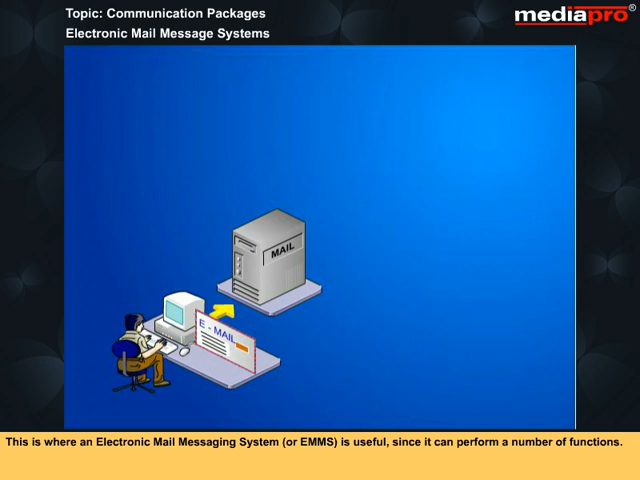 Topic: Communication Packages
mediapro®
Electronic Mail Message Systems
MAIL
E - MAIL
This is where an Electronic Mail Messaging System (or EMMS) is useful, since it can perform a number of functions.